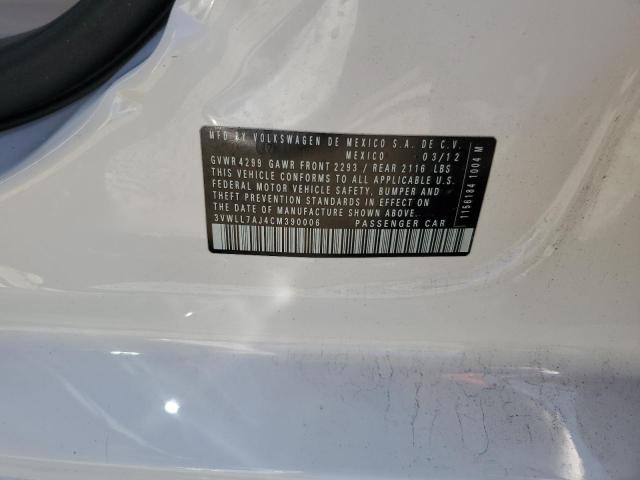 MFD BY VOLKSWAGEN DE MEXICO S.A. DE C.V.
MEXICO 03/12
GVWR 4299 GAWR FRONT 2293 / REAR 2116 LBS
THIS VEHICLE CONFORMS TO ALL APPLICABLE U.S.
FEDERAL MOTOR VEHICLE SAFETY, BUMPER AND
THEFT PREVENTION STANDARDS IN EFFECT ON THE
DATE OF MANUFACTURE SHOWN ABOVE.
3VWLL7AJ4CM390006 PASSENGER CAR
1156184 1004 M